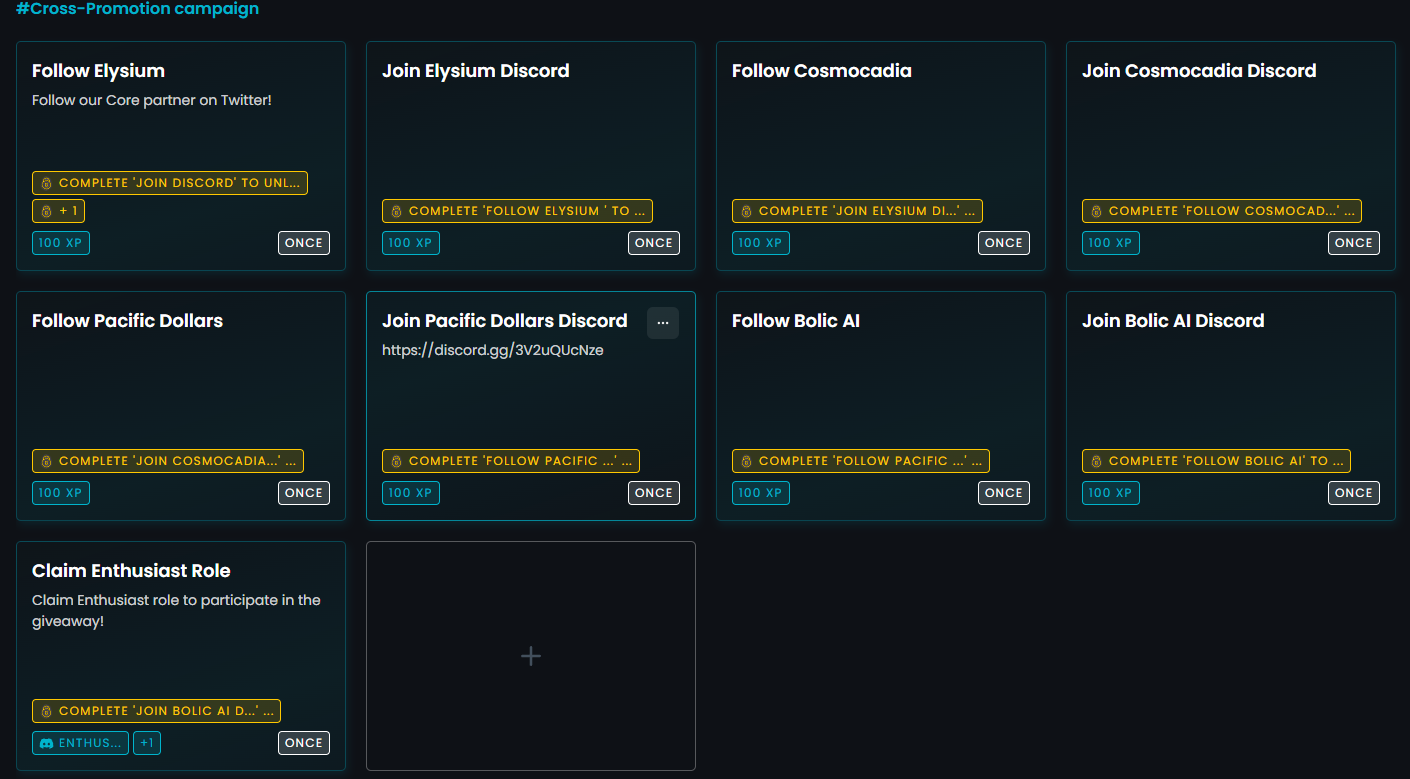 #Cross-Promotion campaign
Follow Elysium
Follow our Core partner on Twitter!
COMPLETE 'JOIN DISCORD' TO UNL...
+ 1
100 XP
ONCE
Join Elysium Discord
COMPLETE 'FOLLOW ELYSIUM ' TO ...
100 XP
ONCE
Follow Cosmocadia
COMPLETE 'JOIN ELYSIUM DI...' ...
100 XP
ONCE
Join Cosmocadia Discord
COMPLETE 'FOLLOW COSMOCAD...' ...
100 XP
ONCE
Follow Pacific Dollars
COMPLETE 'JOIN COSMOCADIA...' ...
100 XP
ONCE
Join Pacific Dollars Discord
...
https://discord.gg/3V2uQUcNze
COMPLETE 'FOLLOW PACIFIC ...' ...
100 XP
ONCE
Follow Bolic AI
COMPLETE 'FOLLOW PACIFIC ...' ...
100 XP
ONCE
Join Bolic AI Discord
COMPLETE 'FOLLOW BOLIC AI' TO ...
100 XP
ONCE
Claim Enthusiast Role
Claim Enthusiast role to participate in the
giveaway!
COMPLETE 'JOIN BOLIC AI D...' ...
ENTHUS...
+1
ONCE